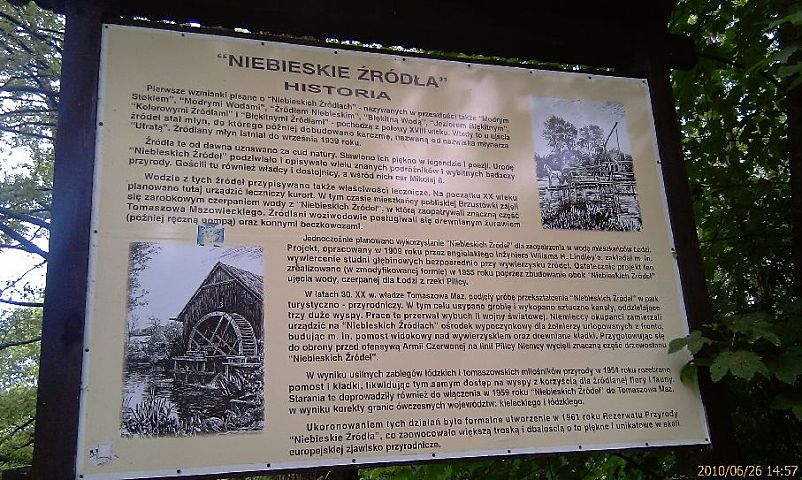 “NIEBIESKIE ŹRÓDŁA”
HISTORIA
Pierwsze wzmianki pisane o "Niebieskich Źródłach" - nazywanych w przeszłości także "Modrym
Stokiem", "Modrymi Wodami", "Źródłem Niebieskim", "Błękitną Wodą", "Jeziorem Błękitnym",
"Kolorowymi Źródłami" i "Błękitnymi Źródłami" - pochodzą z połowy XVIII wieku. Wtedy to u ujścia
źródeł stał młyn, do którego później dobudowano karczmę, nazwaną od nazwiska młynarza
"Utratą". Źródlany młyn istniał do września 1939 roku.
Źródła te od dawna uznawano za cud natury. Sławiono ich piękno w legendzie i poezji. Urodę
"Niebieskich Źródeł" podziwiało i opisywało wielu znanych podróżników i wybitnych badaczy
przyrody. Gościli tu również władcy i dostojnicy, a wśród nich car Mikołaj II.
Wodzie z tych źródeł przypisywano także właściwości lecznicze. Na początku XX wieku
planowano tutaj urządzić leczniczy kurort. W tym czasie mieszkańcy pobliskiej Brzustówki zajęli
się zarobkowym czerpaniem wody z "Niebieskich Źródeł", w którą zaopatrywali znaczną część
Tomaszowa Mazowieckiego. Źródlani woziwodowie posługiwali się drewnianym żurawiem
(później ręczną pompą) oraz konnymi beczkowozami.
Jednocześnie planowano wykorzystanie "Niebieskich Źródeł" dla zaopatrzenia w wodę mieszkańców Łodzi.
Projekt, opracowany w 1909 roku przez angielskiego inżyniera Williama H. Lindley'a, zakładał m. in.
wywiercenie studni głębinowych bezpośrednio przy wywierzysku źródeł. Ostatecznie projekt ten
zrealizowano (w zmodyfikowanej formie) w 1955 roku poprzez zbudowanie obok "Niebieskich Źródeł"
ujęcia wody, czerpanej dla Łodzi z rzeki Pilicy.
W latach 30. XX w. władze Tomaszowa Maz. podjęły próbę przekształcenia "Niebieskich Źródeł" w park
turystyczno - przyrodniczy. W tym celu usypano groblę i wykopano sztuczne kanały, oddzielające
trzy duże wyspy. Prace te przerwał wybuch II wojny światowej. Niemieccy okupanci zamierzali
urządzić na "Niebieskich Źródłach" ośrodek wypoczynkowy dla żołnierzy urlopowanych z frontu,
budując m. in. pomost widokowy nad wywierzyskiem oraz drewniane kładki. Przygotowując się
do obrony przed ofensywą Armii Czerwonej na linii Pilicy Niemcy wycięli znaczną część drzewostanu
"Niebieskich Źródeł".
W wyniku usilnych zabiegów łódzkich i tomaszowskich miłośników przyrody w 1951 roku rozebrano
pomost i kładki, likwidując tym samym dostęp na wyspy z korzyścią dla źródlanej flory i fauny.
Starania te doprowadziły również do włączenia w 1959 roku "Niebieskich Źródeł" do Tomaszowa Maz.
w wyniku korekty granic ówczesnych województw: kieleckiego i łódzkiego.
Ukoronowaniem tych działań było formalne utworzenie w 1961 roku Rezerwatu Przyrody
"Niebieskie Źródła", co zaowocowało większą troską i dbałością o to piękne i unikatowe w skali
europejskiej zjawisko przyrodnicze.
2010/06/26 14:57